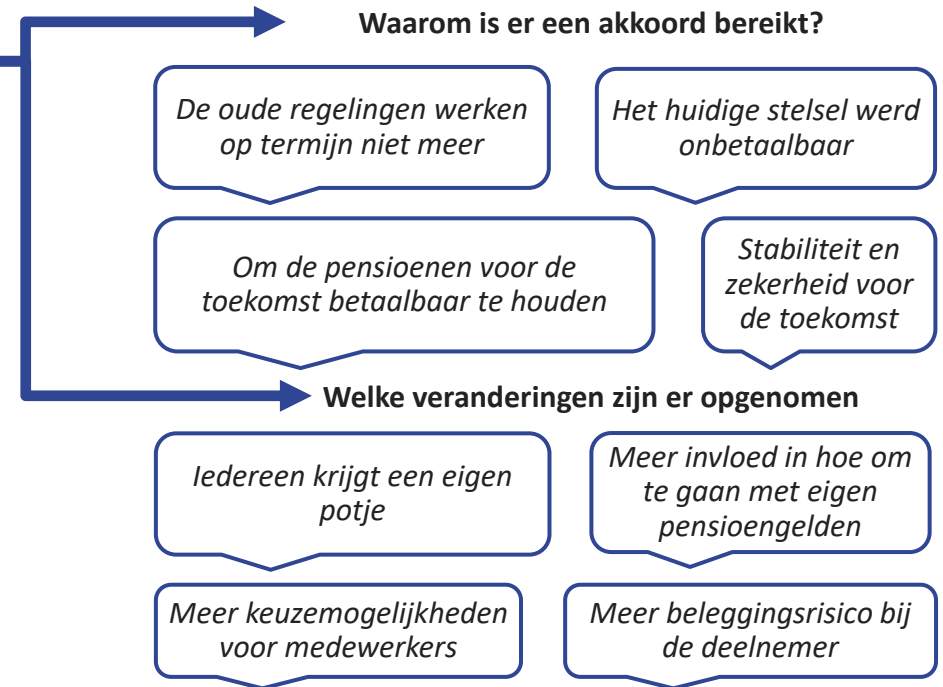 Waarom is er een akkoord bereikt?
De oude regelingen werken
op termijn niet meer
Het huidige stelsel werd
onbetaalbaar
Om de pensioenen voor de
toekomst betaalbaar te houden
Stabiliteit en
zekerheid voor
de toekomst
Welke veranderingen zijn er opgenomen
Iedereen krijgt een eigen
potje
Meer invloed in hoe om
te gaan met eigen
pensioengelden
Meer keuzemogelijkheden
voor medewerkers
Meer beleggingsrisico bij
de deelnemer